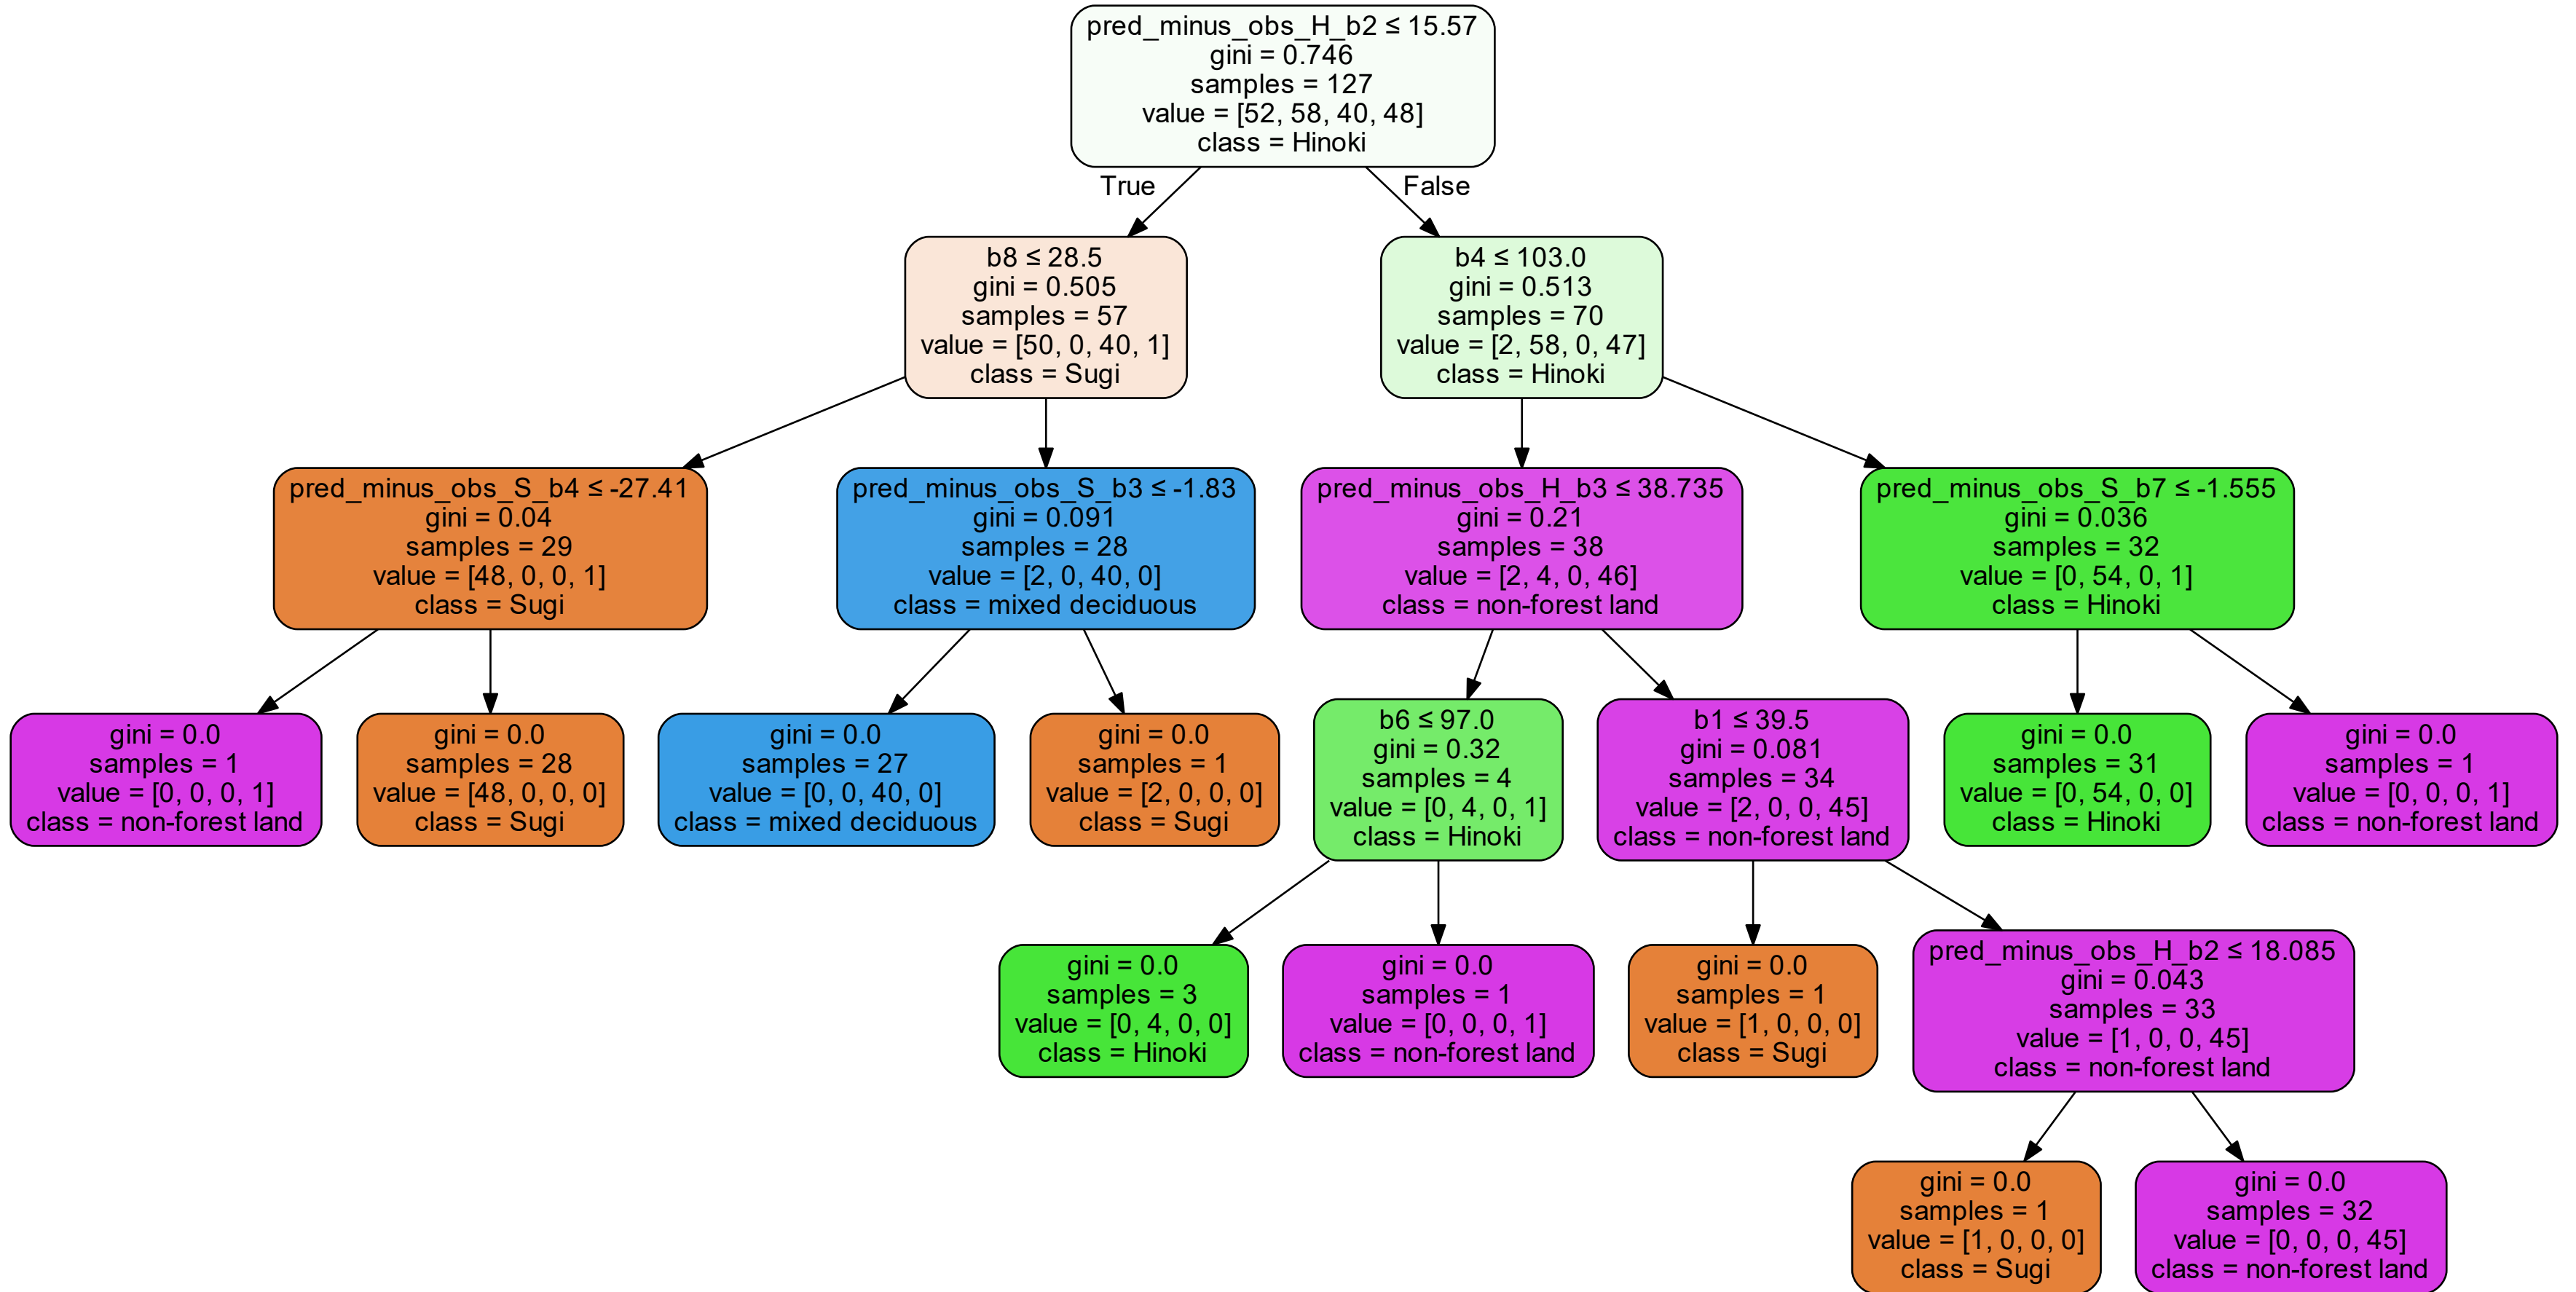 pred_minus_obs_H_b2 ≤ 15.57
gini = 0.746
samples = 127
value = [52, 58, 40, 48]
class = Hinoki
True
False
b8 ≤ 28.5
gini = 0.505
samples = 57
value = [50, 0, 40, 1]
class = Sugi
b4 ≤ 103.0
gini = 0.513
samples = 70
value = [2, 58, 0, 47]
class = Hinoki
pred_minus_obs_S_b4 ≤ -27.41
gini = 0.04
samples = 29
value = [48, 0, 0, 1]
class = Sugi
pred_minus_obs_S_b3 ≤ -1.83
gini = 0.091
samples = 28
value = [2, 0, 40, 0]
class = mixed deciduous
pred_minus_obs_H_b3 ≤ 38.735
gini = 0.21
samples = 38
value = [2, 4, 0, 46]
class = non-forest land
pred_minus_obs_S_b7 ≤ -1.555
gini = 0.036
samples = 32
value = [0, 54, 0, 1]
class = Hinoki
gini = 0.0
samples = 1
value = [0, 0, 0, 1]
class = non-forest land
gini = 0.0
samples = 28
value = [48, 0, 0, 0]
class = Sugi
gini = 0.0
samples = 27
value = [0, 0, 40, 0]
class = mixed deciduous
gini = 0.0
samples = 1
value = [2, 0, 0, 0]
class = Sugi
b6 ≤ 97.0
gini = 0.32
samples = 4
value = [0, 4, 0, 1]
class = Hinoki
b1 ≤ 39.5
gini = 0.081
samples = 34
value = [2, 0, 0, 45]
class = non-forest land
gini = 0.0
samples = 31
value = [0, 54, 0, 0]
class = Hinoki
gini = 0.0
samples = 1
value = [0, 0, 0, 1]
class = non-forest land
gini = 0.0
samples = 3
value = [0, 4, 0, 0]
class = Hinoki
gini = 0.0
samples = 1
value = [0, 0, 0, 1]
class = non-forest land
gini = 0.0
samples = 1
value = [1, 0, 0, 0]
class = Sugi
pred_minus_obs_H_b2 ≤ 18.085
gini = 0.043
samples = 33
value = [1, 0, 0, 45]
class = non-forest land
gini = 0.0
samples = 1
value = [1, 0, 0, 0]
class = Sugi
gini = 0.0
samples = 32
value = [0, 0, 0, 45]
class = non-forest land